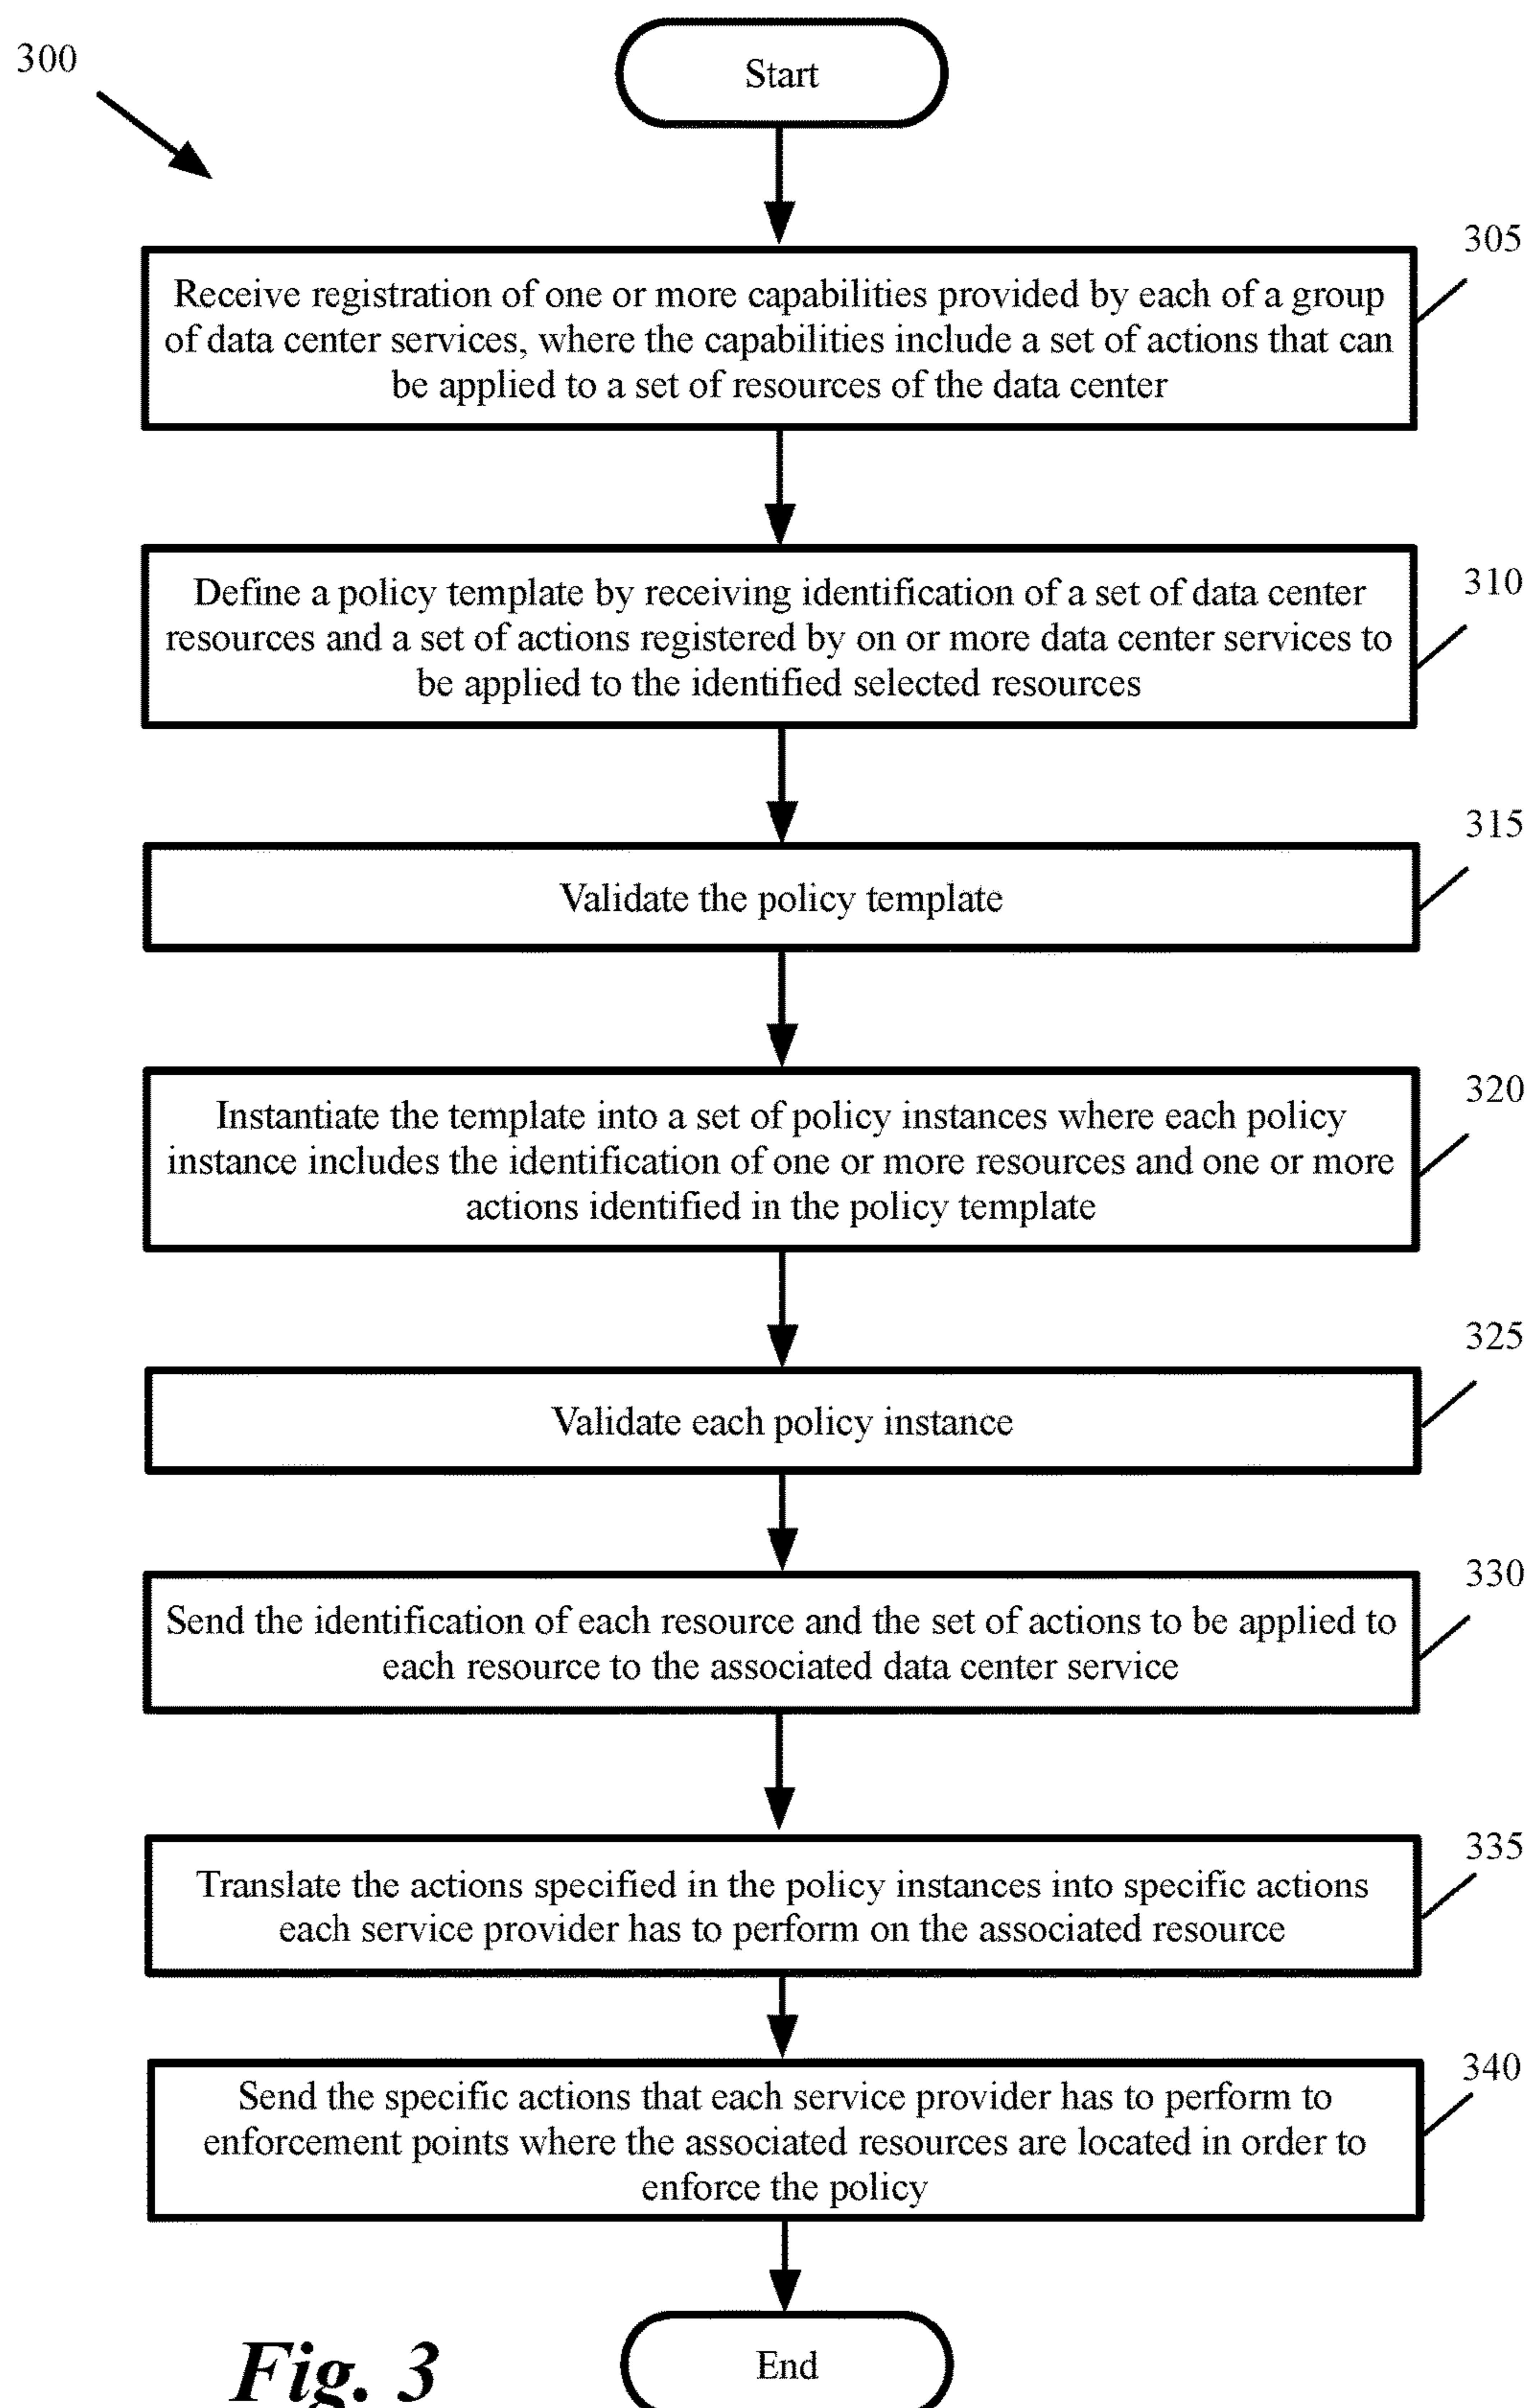 300
Start
305
Receive registration of one or more capabilities provided by each of a group
of data center services, where the capabilities include a set of actions that can
be applied to a set of resources of the data center
310
Define a policy template by receiving identification of a set of data center
resources and a set of actions registered by on or more data center services to
be applied to the identified selected resources
315
Validate the policy template
320
Instantiate the template into a set of policy instances where each policy
instance includes the identification of one or more resources and one or more
actions identified in the policy template
325
Validate each policy instance
330
Send the identification of each resource and the set of actions to be applied to
each resource to the associated data center service
335
Translate the actions specified in the policy instances into specific actions
each service provider has to perform on the associated resource
340
Send the specific actions that each service provider has to perform to
enforcement points where the associated resources are located in order to
enforce the policy
End
Fig. 3